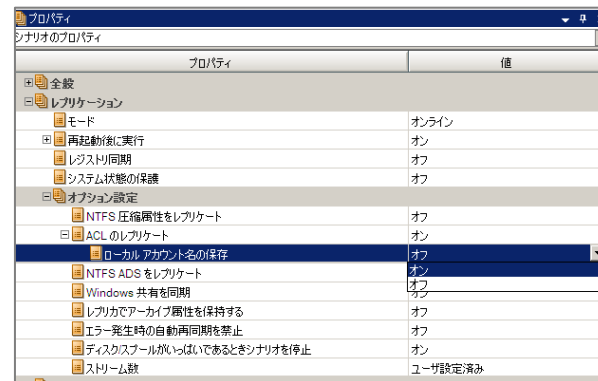 プロパティ
シナリオのプロパティ
プロパティ 値
全般
レプリケーション
モード オンライン
再起動後に実行 オン
レジストリ同期 オフ
システム状態の保護 オフ
オプション設定
NTFS 圧縮属性をレプリケート オフ
ACL のレプリケート オン
ローカル アカウント名の保存 オフ
NTFS ADS をレプリケート オン
オフ
Windows 共有を同期 オフ
レプリカでアーカイブ属性を保持する オフ
エラー発生時の自動再同期を禁止 オフ
ディスク/スプールがいっぱいであるときシナリオを停止 オン
ストリーム数 ユーザ設定済み